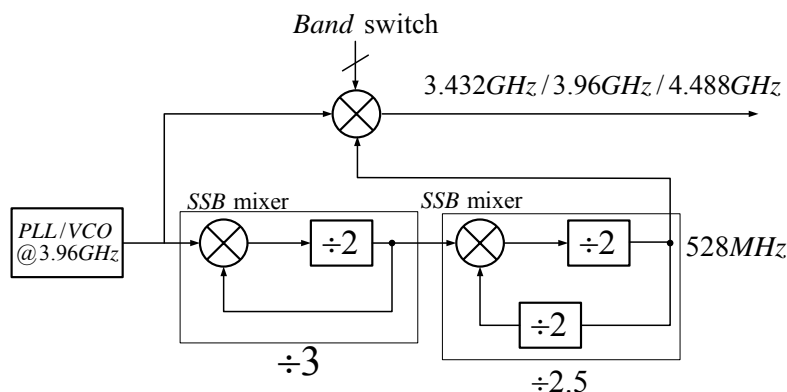 Band switch
3.432GHz/3.96GHz/4.488GHz
SSB mixer
SSB mixer
PLL/VCO
@3.96GHz
÷2
÷2
528MHz
÷2
÷3
÷2.5